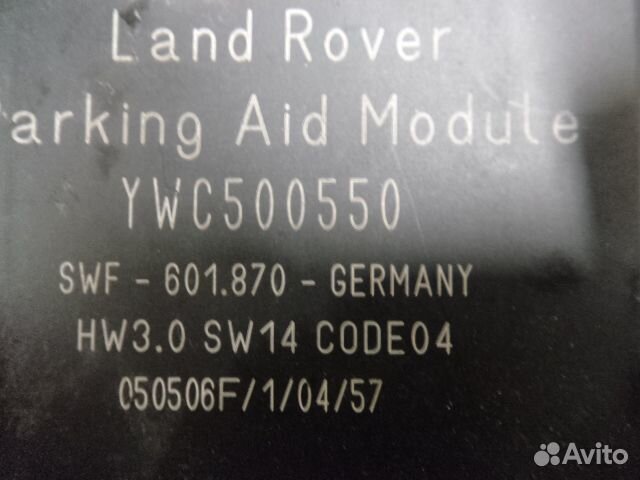 Land Rover
arking Aid Module
YWC500550
SWF - 601.870 - GERMANY
HW3.0 SW14 CODE04
050506F/1/04/57
Avito